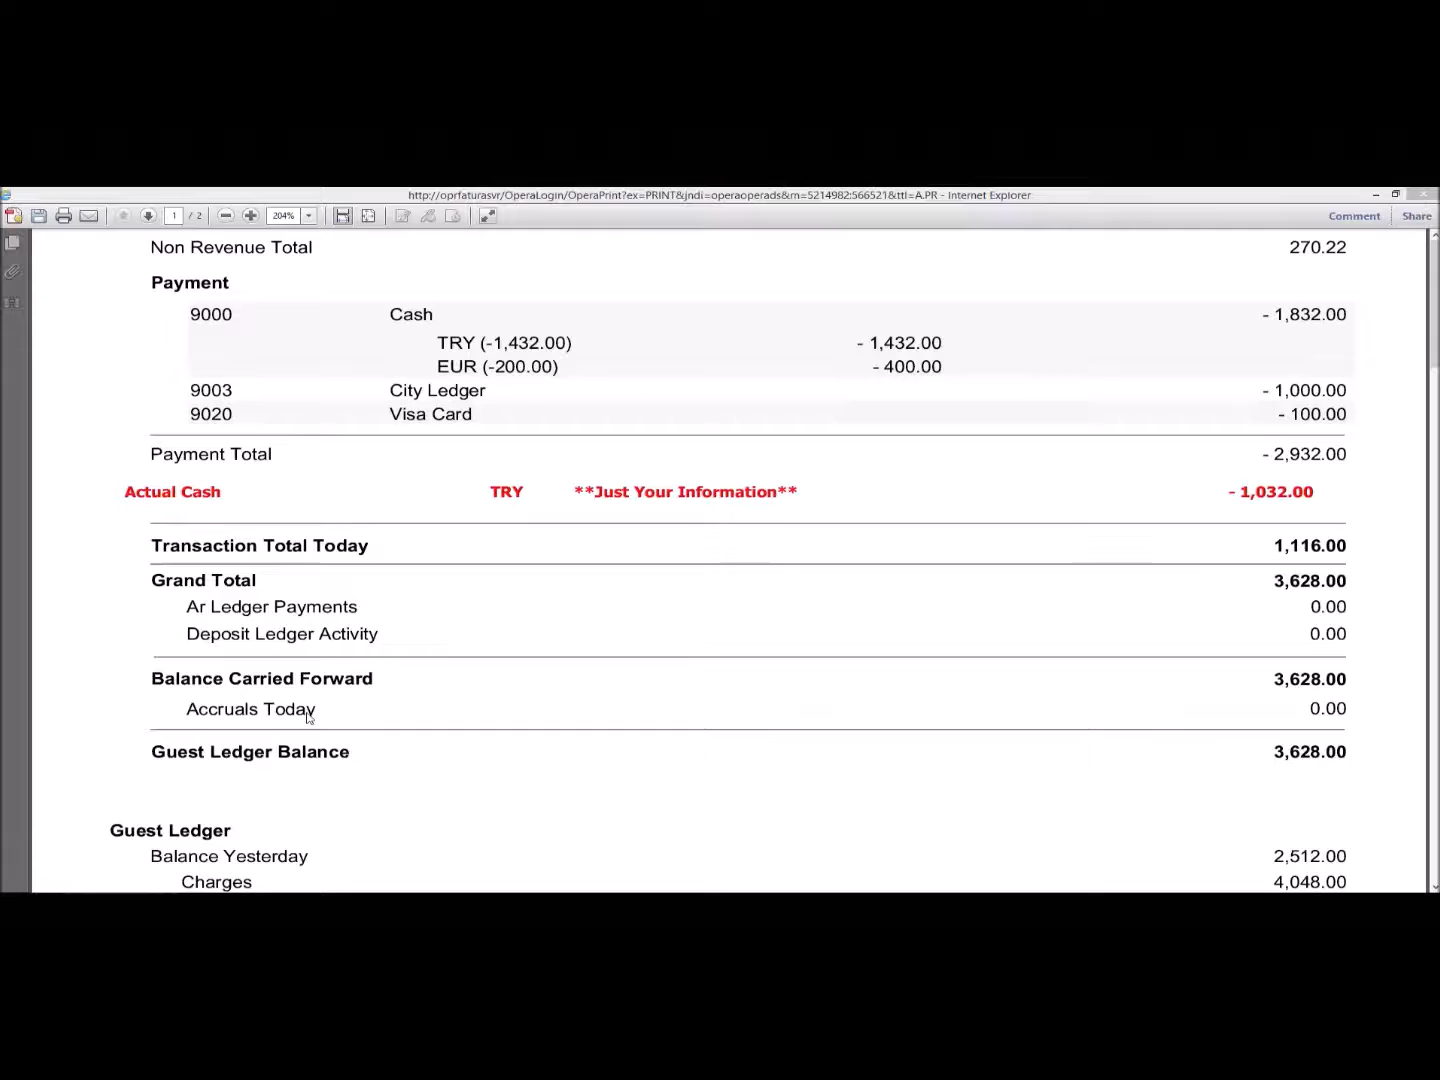 http://oprfaturasvr/OperaLogin/OperaPrint?ex=PRINT&jndi=operaoperads&m=5214982;566521&ttl=A.PR - Internet Explorer
1 / 2 204% Comment Share
Non Revenue Total 270.22
Payment
9000 Cash - 1,832.00
TRY (-1,432.00) - 1,432.00
EUR (-200.00) - 400.00
9003 City Ledger - 1,000.00
9020 Visa Card - 100.00
Payment Total - 2,932.00
Actual Cash TRY **Just Your Information** - 1,032.00
Transaction Total Today 1,116.00
Grand Total 3,628.00
Ar Ledger Payments 0.00
Deposit Ledger Activity 0.00
Balance Carried Forward 3,628.00
Accruals Today 0.00
Guest Ledger Balance 3,628.00
Guest Ledger
Balance Yesterday 2,512.00
Charges 4,048.00